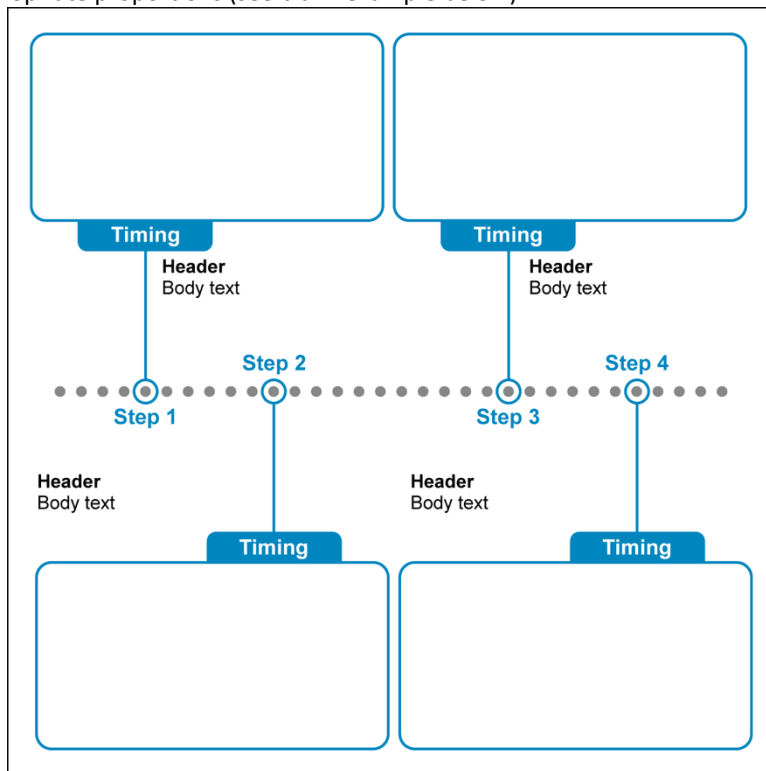 Timing
Timing
Header
Body text
Header
Body text
Step 2
Step 4
Step 1
Step 3
Header
Body text
Header
Body text
Timing
Timing